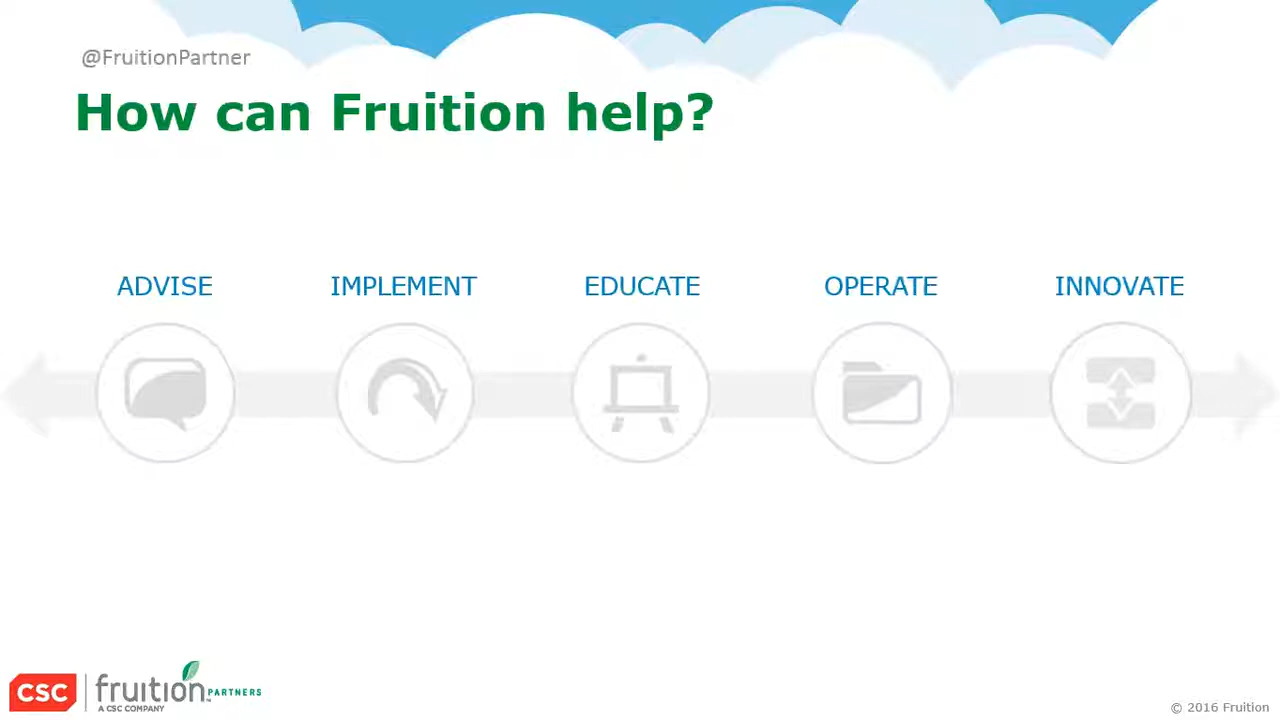 @FruitionPartner
How can Fruition help?
ADVISE IMPLEMENT EDUCATE OPERATE INNOVATE
CSC fruition PARTNERS
A CSC COMPANY
© 2016 Fruition